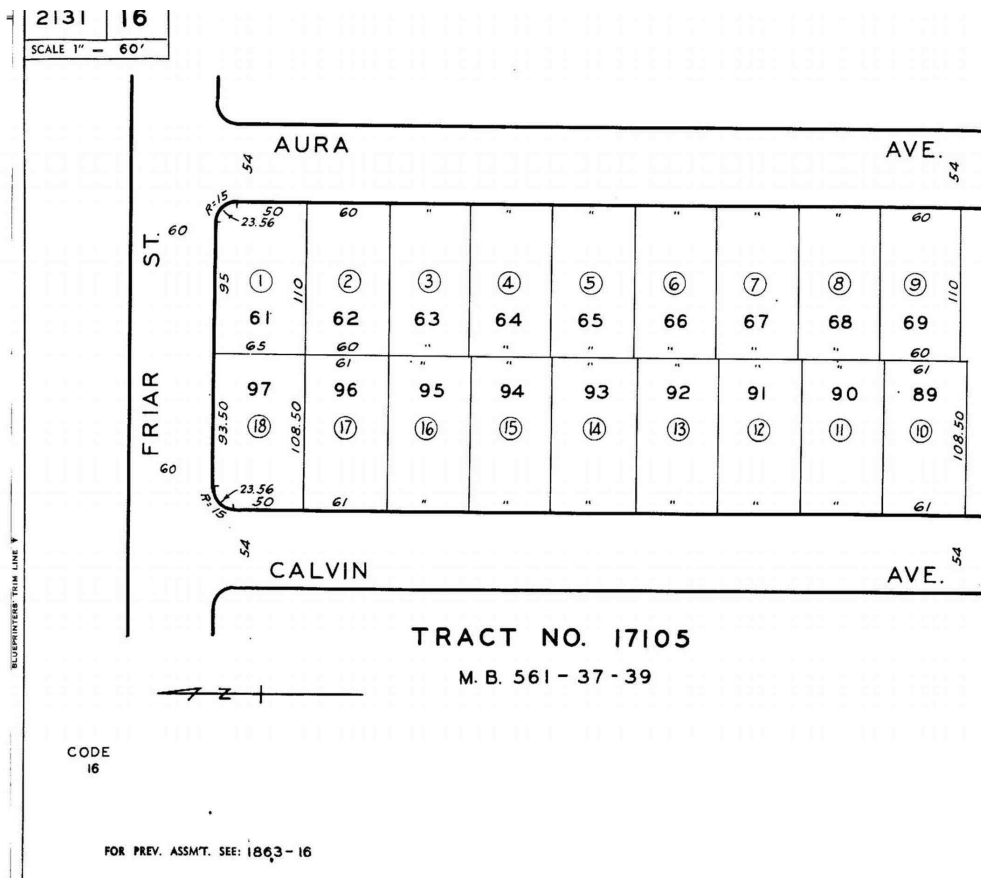 2131 16
SCALE 1" = 60'
AURA AVE.
54 54
R=15 50 60 " " " " " " 60
23.56
60
FRIAR ST.
95 ① 110 ② ③ ④ ⑤ ⑥ ⑦ ⑧ ⑨ 110
61 62 63 64 65 66 67 68 69
65 60 " " " " " " 60
61 " " " " " " 61
97 96 95 94 93 92 91 90 89
93.50 ⑱ 108.50 ⑰ ⑯ ⑮ ⑭ ⑬ ⑫ ⑪ ⑩ 108.50
60
23.56
R=15 50 61 " " " " " " 61
54 54
CALVIN AVE.
TRACT NO. 17105
M. B. 561 - 37 - 39
N
CODE
16
FOR PREV. ASSM'T. SEE: 1863 - 16
BLUEPRINTERS' TRIM LINE